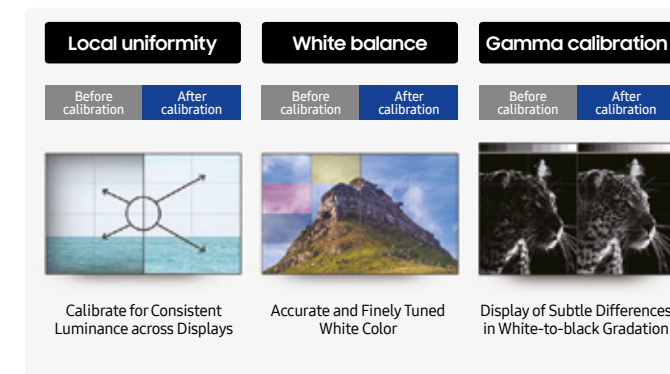 Local uniformity
White balance
Gamma calibration
Before
calibration
After
calibration
Before
calibration
After
calibration
Before
calibration
After
calibration
Calibrate for Consistent
Luminance across Displays
Accurate and Finely Tuned
White Color
Display of Subtle Differences
in White-to-black Gradation